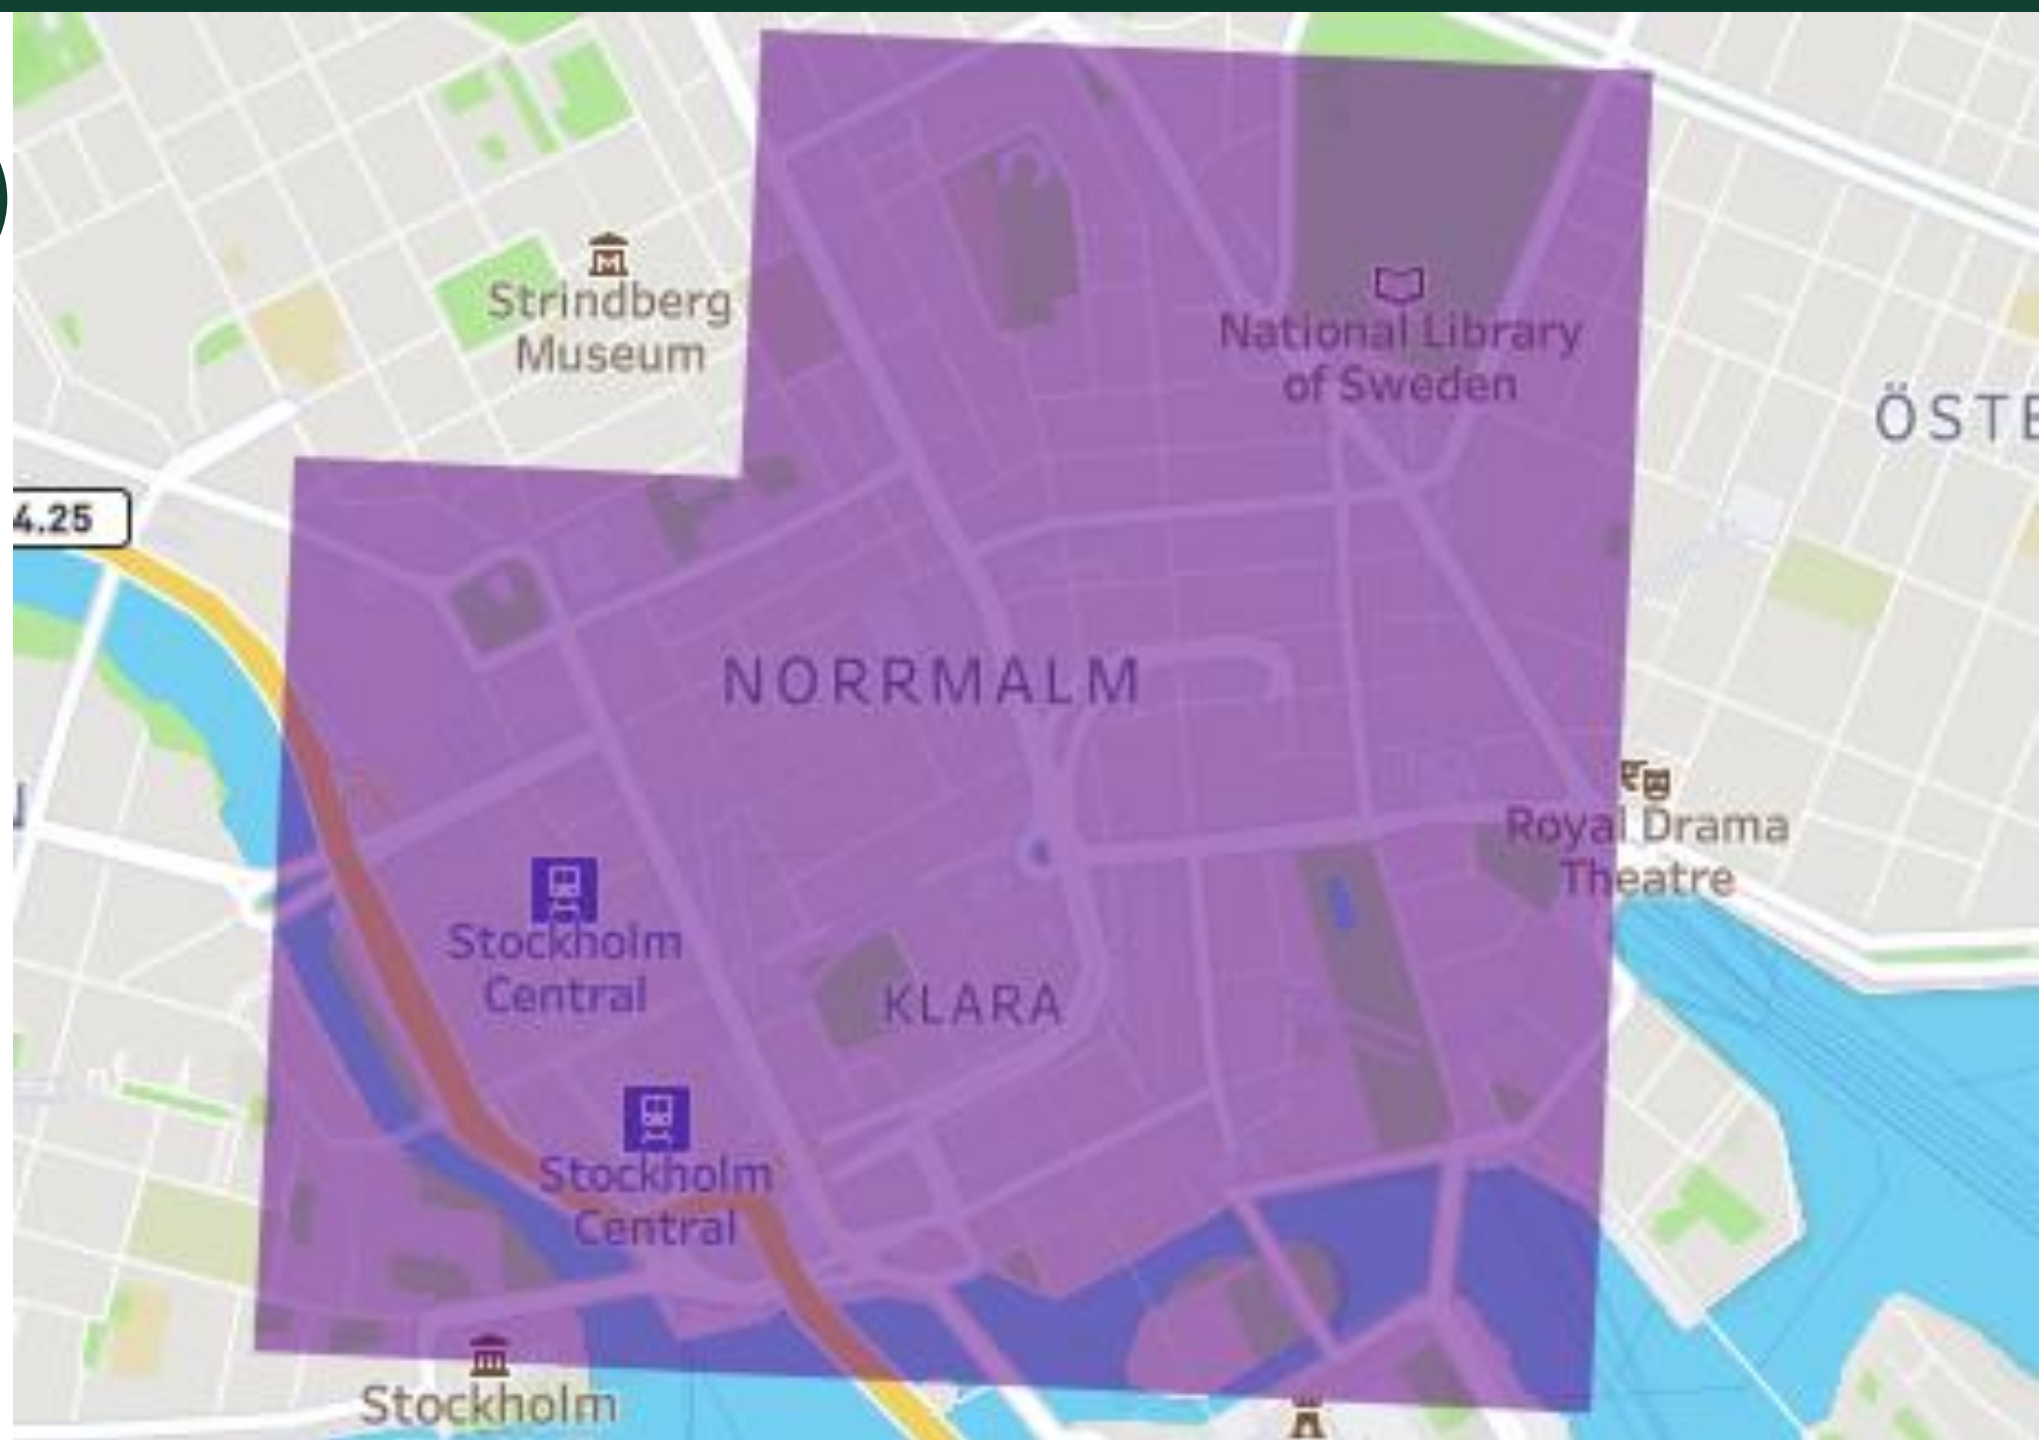 Strindberg
Museum
National Library
of Sweden
ÖSTE
4.25
NORRMALM
Royal Drama
Theatre
Stockholm
Central
KLARA
Stockholm
Central
Stockholm